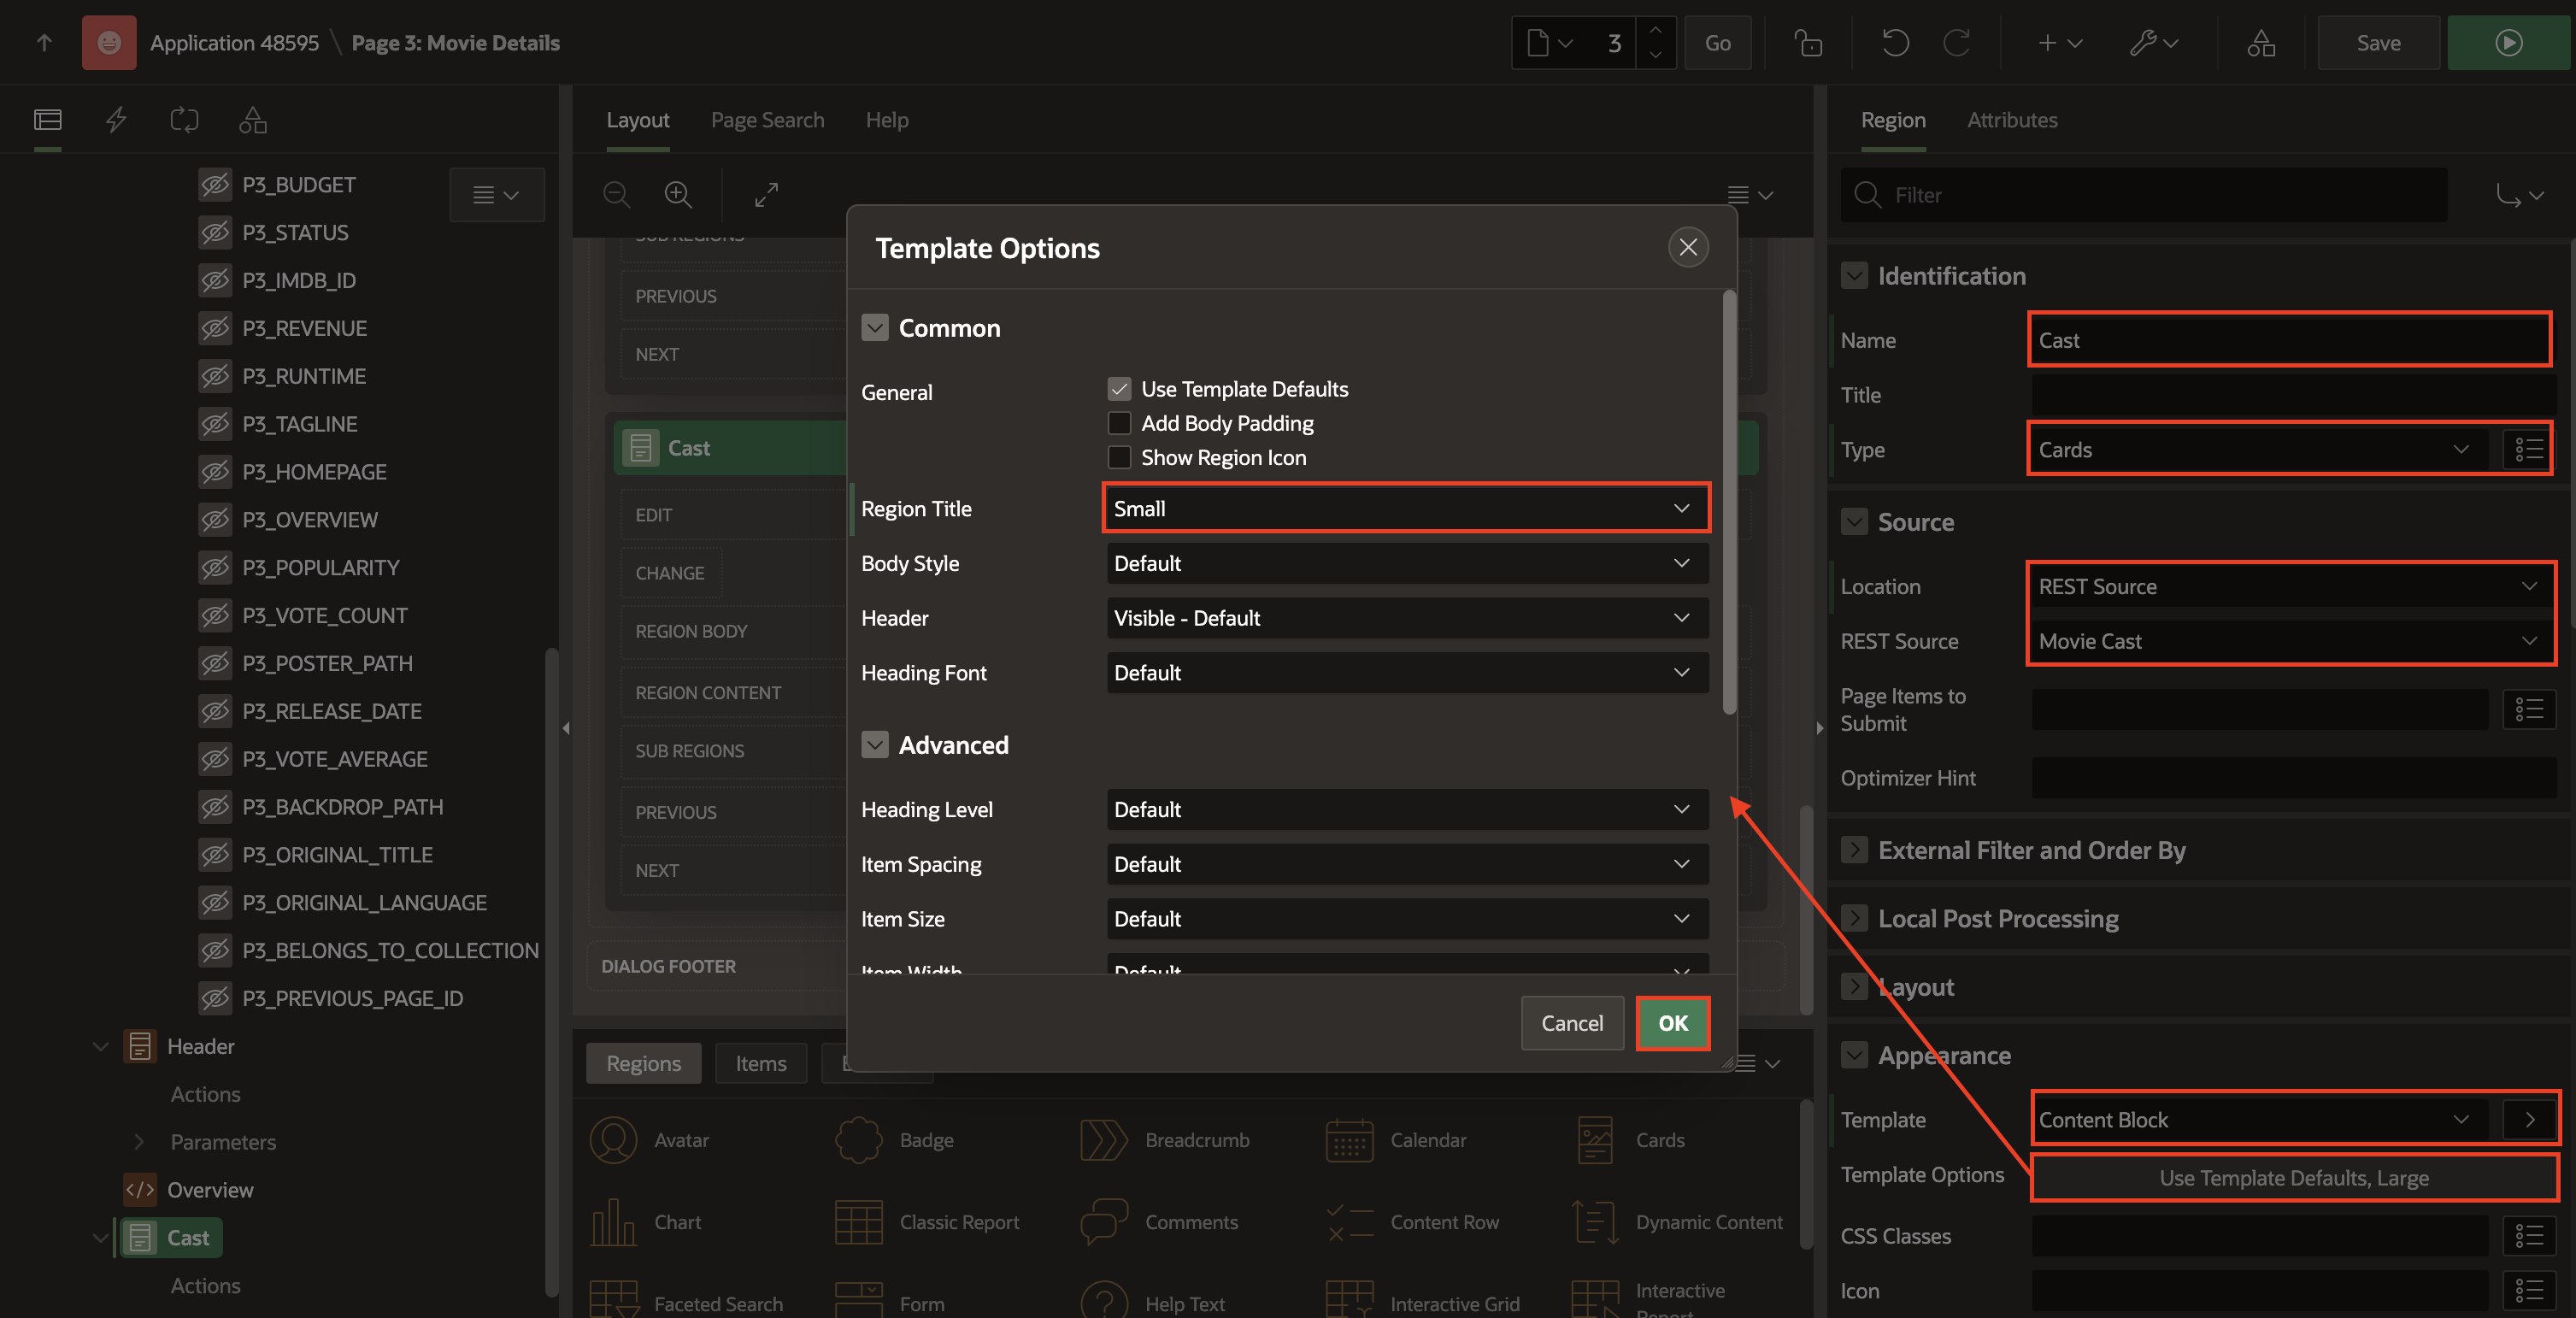 Application 48595 \ Page 3: Movie Details
3
Go
Save
P3_BUDGET
P3_STATUS
P3_IMDB_ID
P3_REVENUE
P3_RUNTIME
P3_TAGLINE
P3_HOMEPAGE
P3_OVERVIEW
P3_POPULARITY
P3_VOTE_COUNT
P3_POSTER_PATH
P3_RELEASE_DATE
P3_VOTE_AVERAGE
P3_BACKDROP_PATH
P3_ORIGINAL_TITLE
P3_ORIGINAL_LANGUAGE
P3_BELONGS_TO_COLLECTION
P3_PREVIOUS_PAGE_ID
Header
Actions
Parameters
Overview
Cast
Actions
Layout Page Search Help
SUB REGIONS
PREVIOUS
NEXT
Cast
EDIT
CHANGE
REGION BODY
REGION CONTENT
SUB REGIONS
PREVIOUS
NEXT
DIALOG FOOTER
Regions Items
Avatar Badge Breadcrumb Calendar Cards
Chart Classic Report Comments Content Row Dynamic Content
Faceted Search Form Help Text Interactive Grid Interactive
Report
Template Options
Common
General
Use Template Defaults
Add Body Padding
Show Region Icon
Region Title Small
Body Style Default
Header Visible - Default
Heading Font Default
Advanced
Heading Level Default
Item Spacing Default
Item Size Default
Item Width Default
Cancel OK
Region Attributes
Filter
Identification
Name Cast
Title
Type Cards
Source
Location REST Source
REST Source Movie Cast
Page Items to
Submit
Optimizer Hint
External Filter and Order By
Local Post Processing
Layout
Appearance
Template Content Block
Template Options Use Template Defaults, Large
CSS Classes
Icon